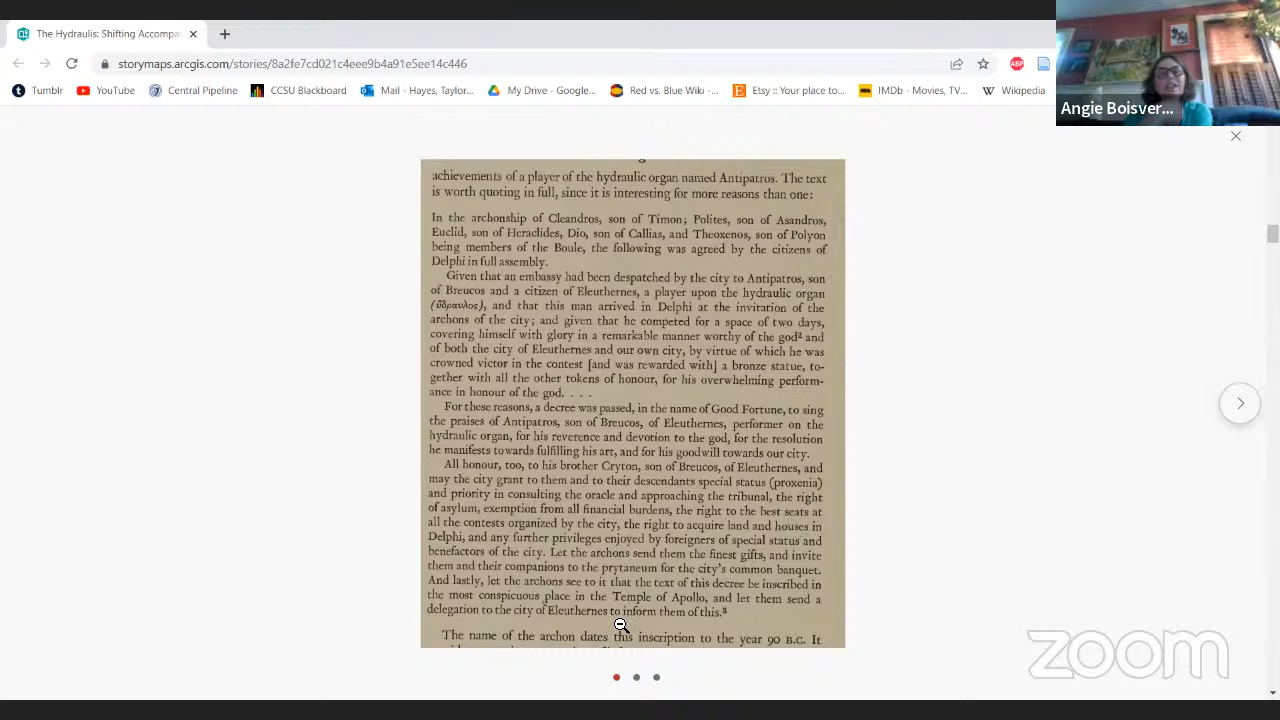 The Hydraulis: Shifting Accompa
storymaps.arcgis.com/stories/8a2fe7cd021c4eee9b4a91e5ee14c446
ABP
Tumblr YouTube Central Pipeline CCSU Blackboard Mail - Hayes, Taylor... My Drive - Google... Red vs. Blue Wiki -... Etsy :: Your place to... IMDb - Movies, TV... Wikipedia
Angie Boisver...
achievements of a player of the hydraulic organ named Antipatros. The text
is worth quoting in full, since it is interesting for more reasons than one:
In the archonship of Cleandros, son of Timon; Polites, son of Asandros,
Euclid, son of Heraclides, Dio, son of Callias, and Theoxenos, son of Polyon
being members of the Boule, the following was agreed by the citizens of
Delphi in full assembly.
Given that an embassy had been despatched by the city to Antipatros, son
of Breucos and a citizen of Eleuthernes, a player upon the hydraulic organ
(ὕδραυλος), and that this man arrived in Delphi at the invitation of the
archons of the city; and given that he competed for a space of two days,
covering himself with glory in a remarkable manner worthy of the god² and
of both the city of Eleuthernes and our own city, by virtue of which he was
crowned victor in the contest [and was rewarded with] a bronze statue, to-
gether with all the other tokens of honour, for his overwhelming perform-
ance in honour of the god. . . .
For these reasons, a decree was passed, in the name of Good Fortune, to sing
the praises of Antipatros, son of Breucos, of Eleuthernes, performer on the
hydraulic organ, for his reverence and devotion to the god, for the resolution
he manifests towards fulfilling his art, and for his goodwill towards our city.
All honour, too, to his brother Cryton, son of Breucos, of Eleuthernes, and
may the city grant to them and to their descendants special status (proxenia)
and priority in consulting the oracle and approaching the tribunal, the right
of asylum, exemption from all financial burdens, the right to the best seats at
all the contests organized by the city, the right to acquire land and houses in
Delphi, and any further privileges enjoyed by foreigners of special status and
benefactors of the city. Let the archons send them the finest gifts, and invite
them and their companions to the prytaneum for the city's common banquet.
And lastly, let the archons see to it that the text of this decree be inscribed in
the most conspicuous place in the Temple of Apollo, and let them send a
delegation to the city of Eleuthernes to inform them of this.³
The name of the archon dates this inscription to the year 90 B.C. It
zoom